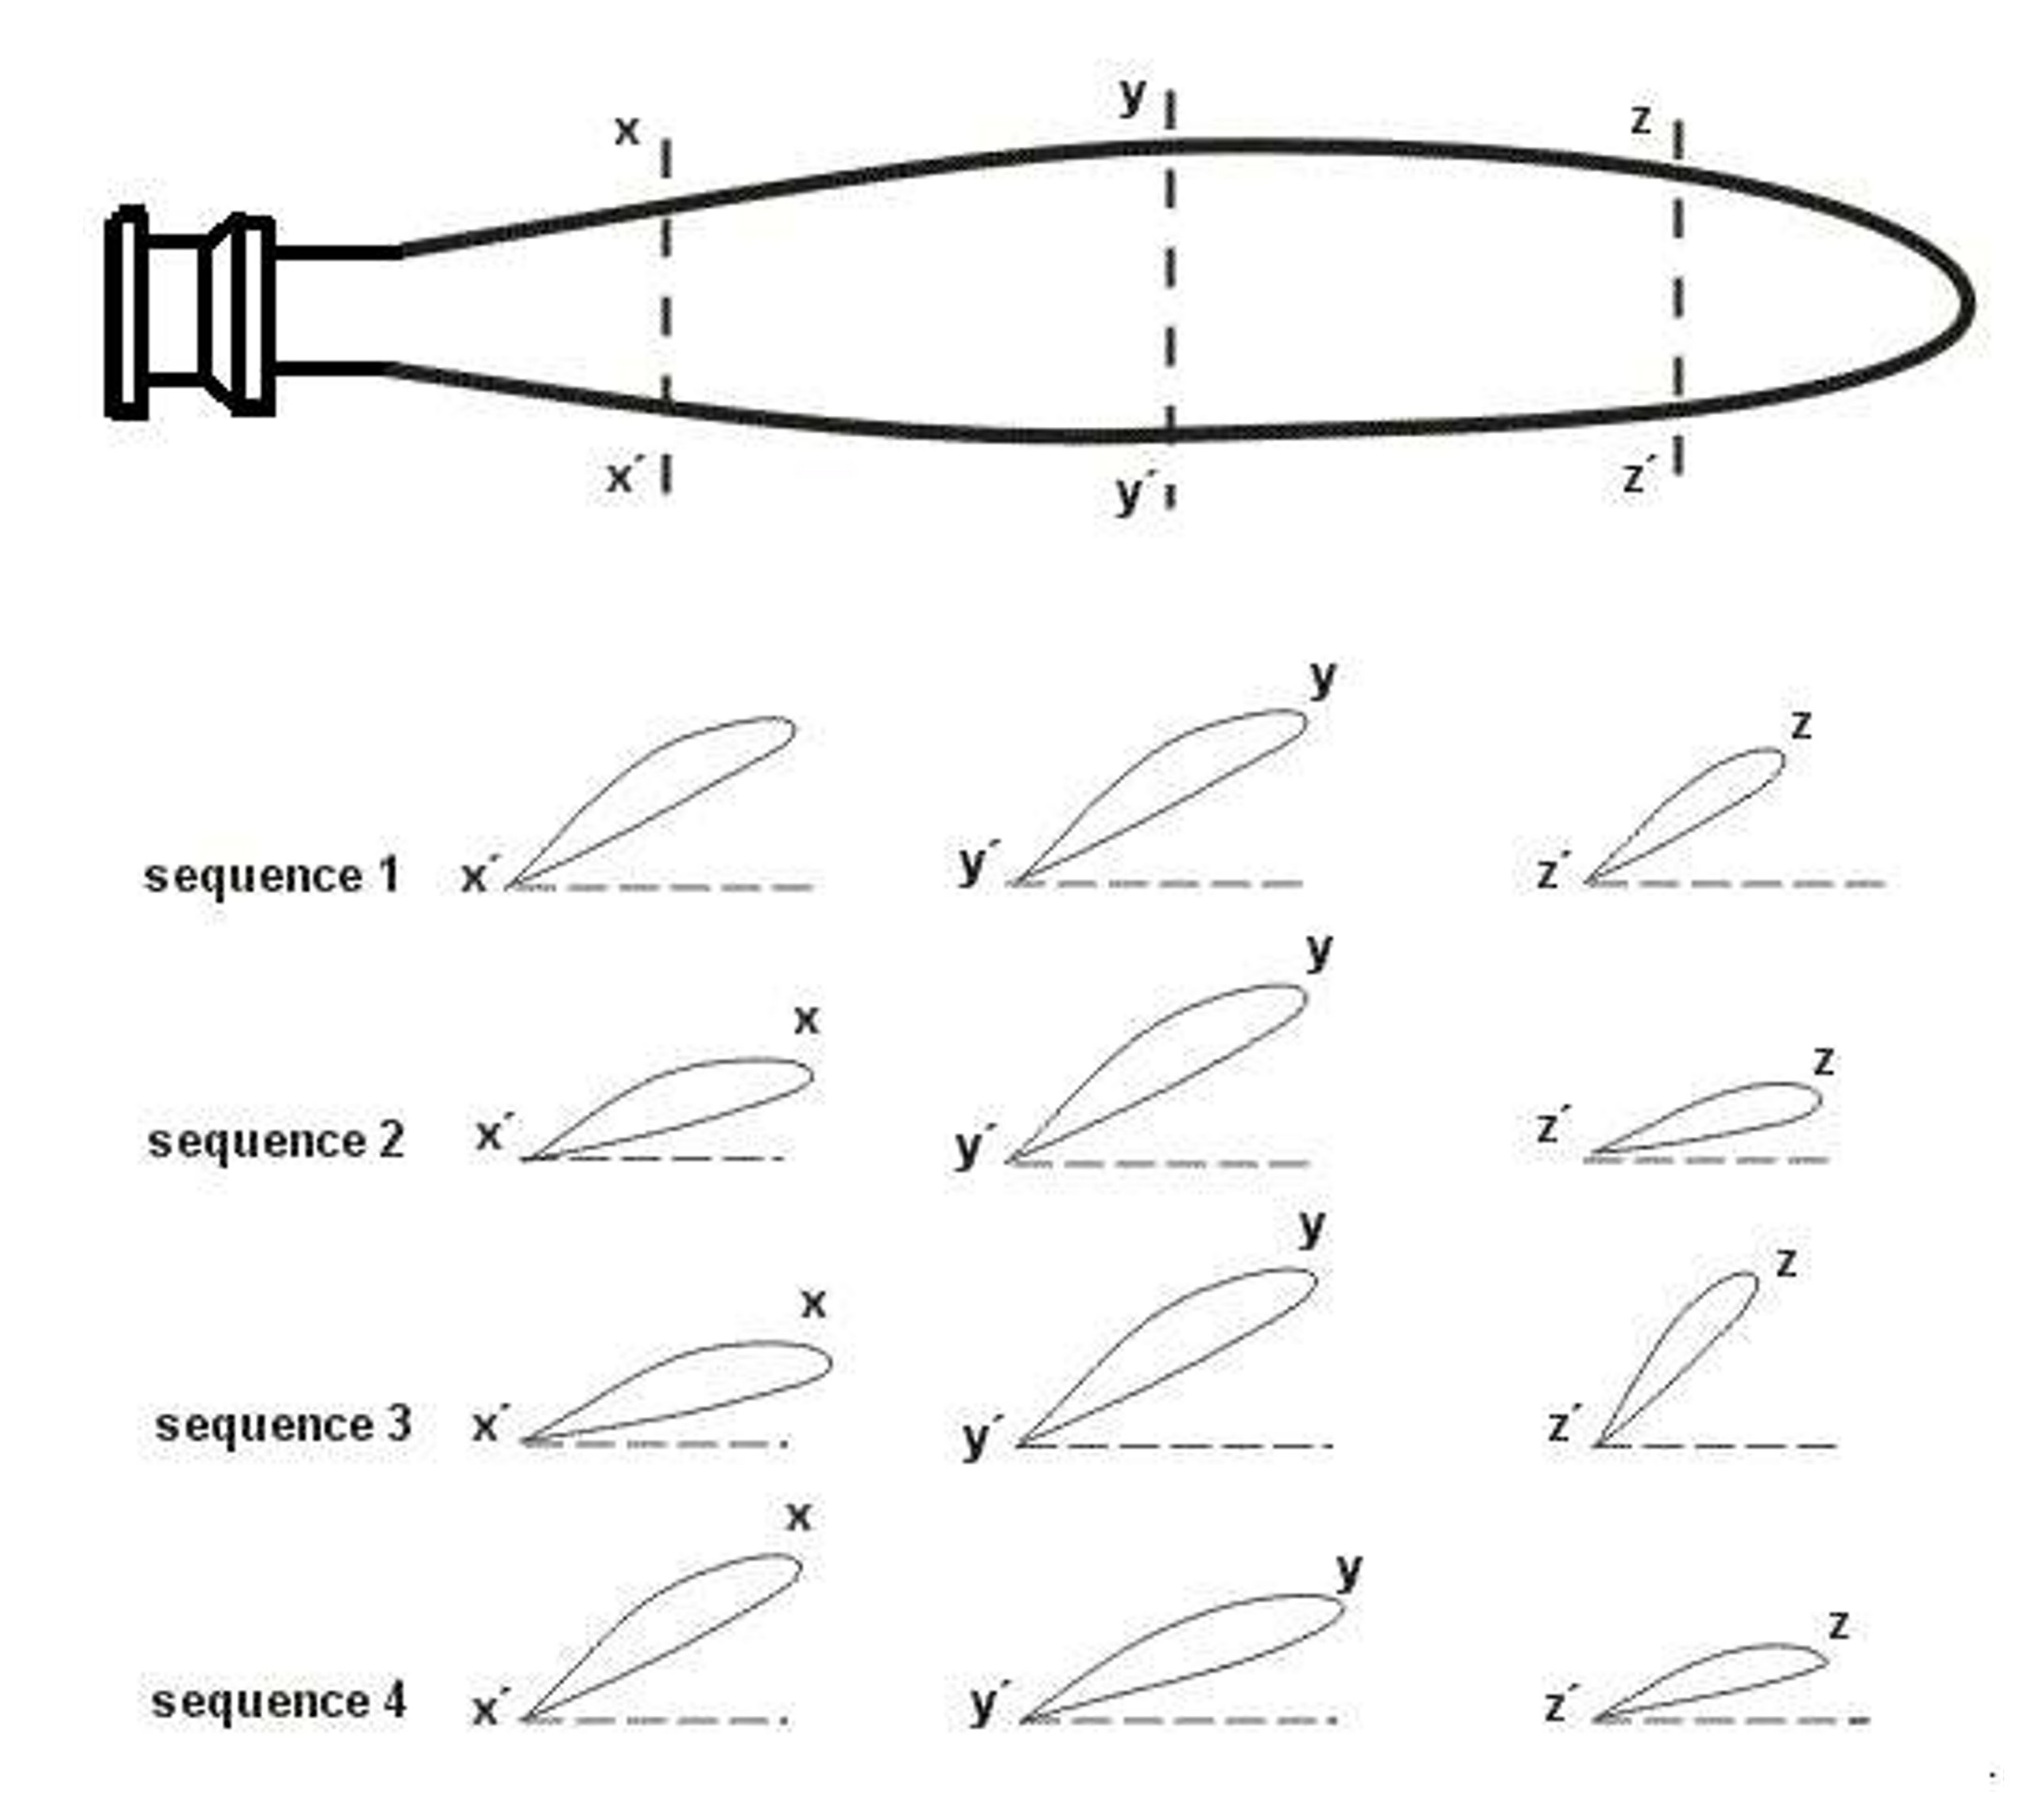 x y z
x´ y´ z´
y z
sequence 1 x´ y´ z´
x y z
sequence 2 x´ y´ z´
x y z
sequence 3 x´ y´ z´
x y z
sequence 4 x´ y´ z´